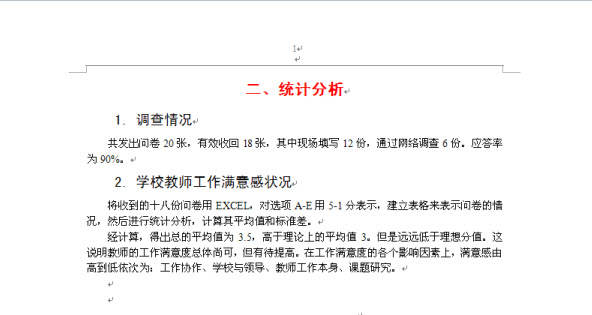 1
二、统计分析
1. 调查情况
共发出问卷 20 张，有效收回 18 张，其中现场填写 12 份，通过网络调查 6 份。应答率
为 90%。
2. 学校教师工作满意感状况
将收到的十八份问卷用 EXCEL，对选项 A-E 用 5-1 分表示，建立表格来表示问卷的情
况，然后进行统计分析，计算其平均值和标准差。
经计算，得出总的平均值为 3.5，高于理论上的平均值 3。但是远远低于理想分值。这
说明教师的工作满意度总体尚可，但有待提高。在工作满意度的各个影响因素上，满意感由
高到低依次为：工作协作、学校与领导、教师工作本身、课题研究。